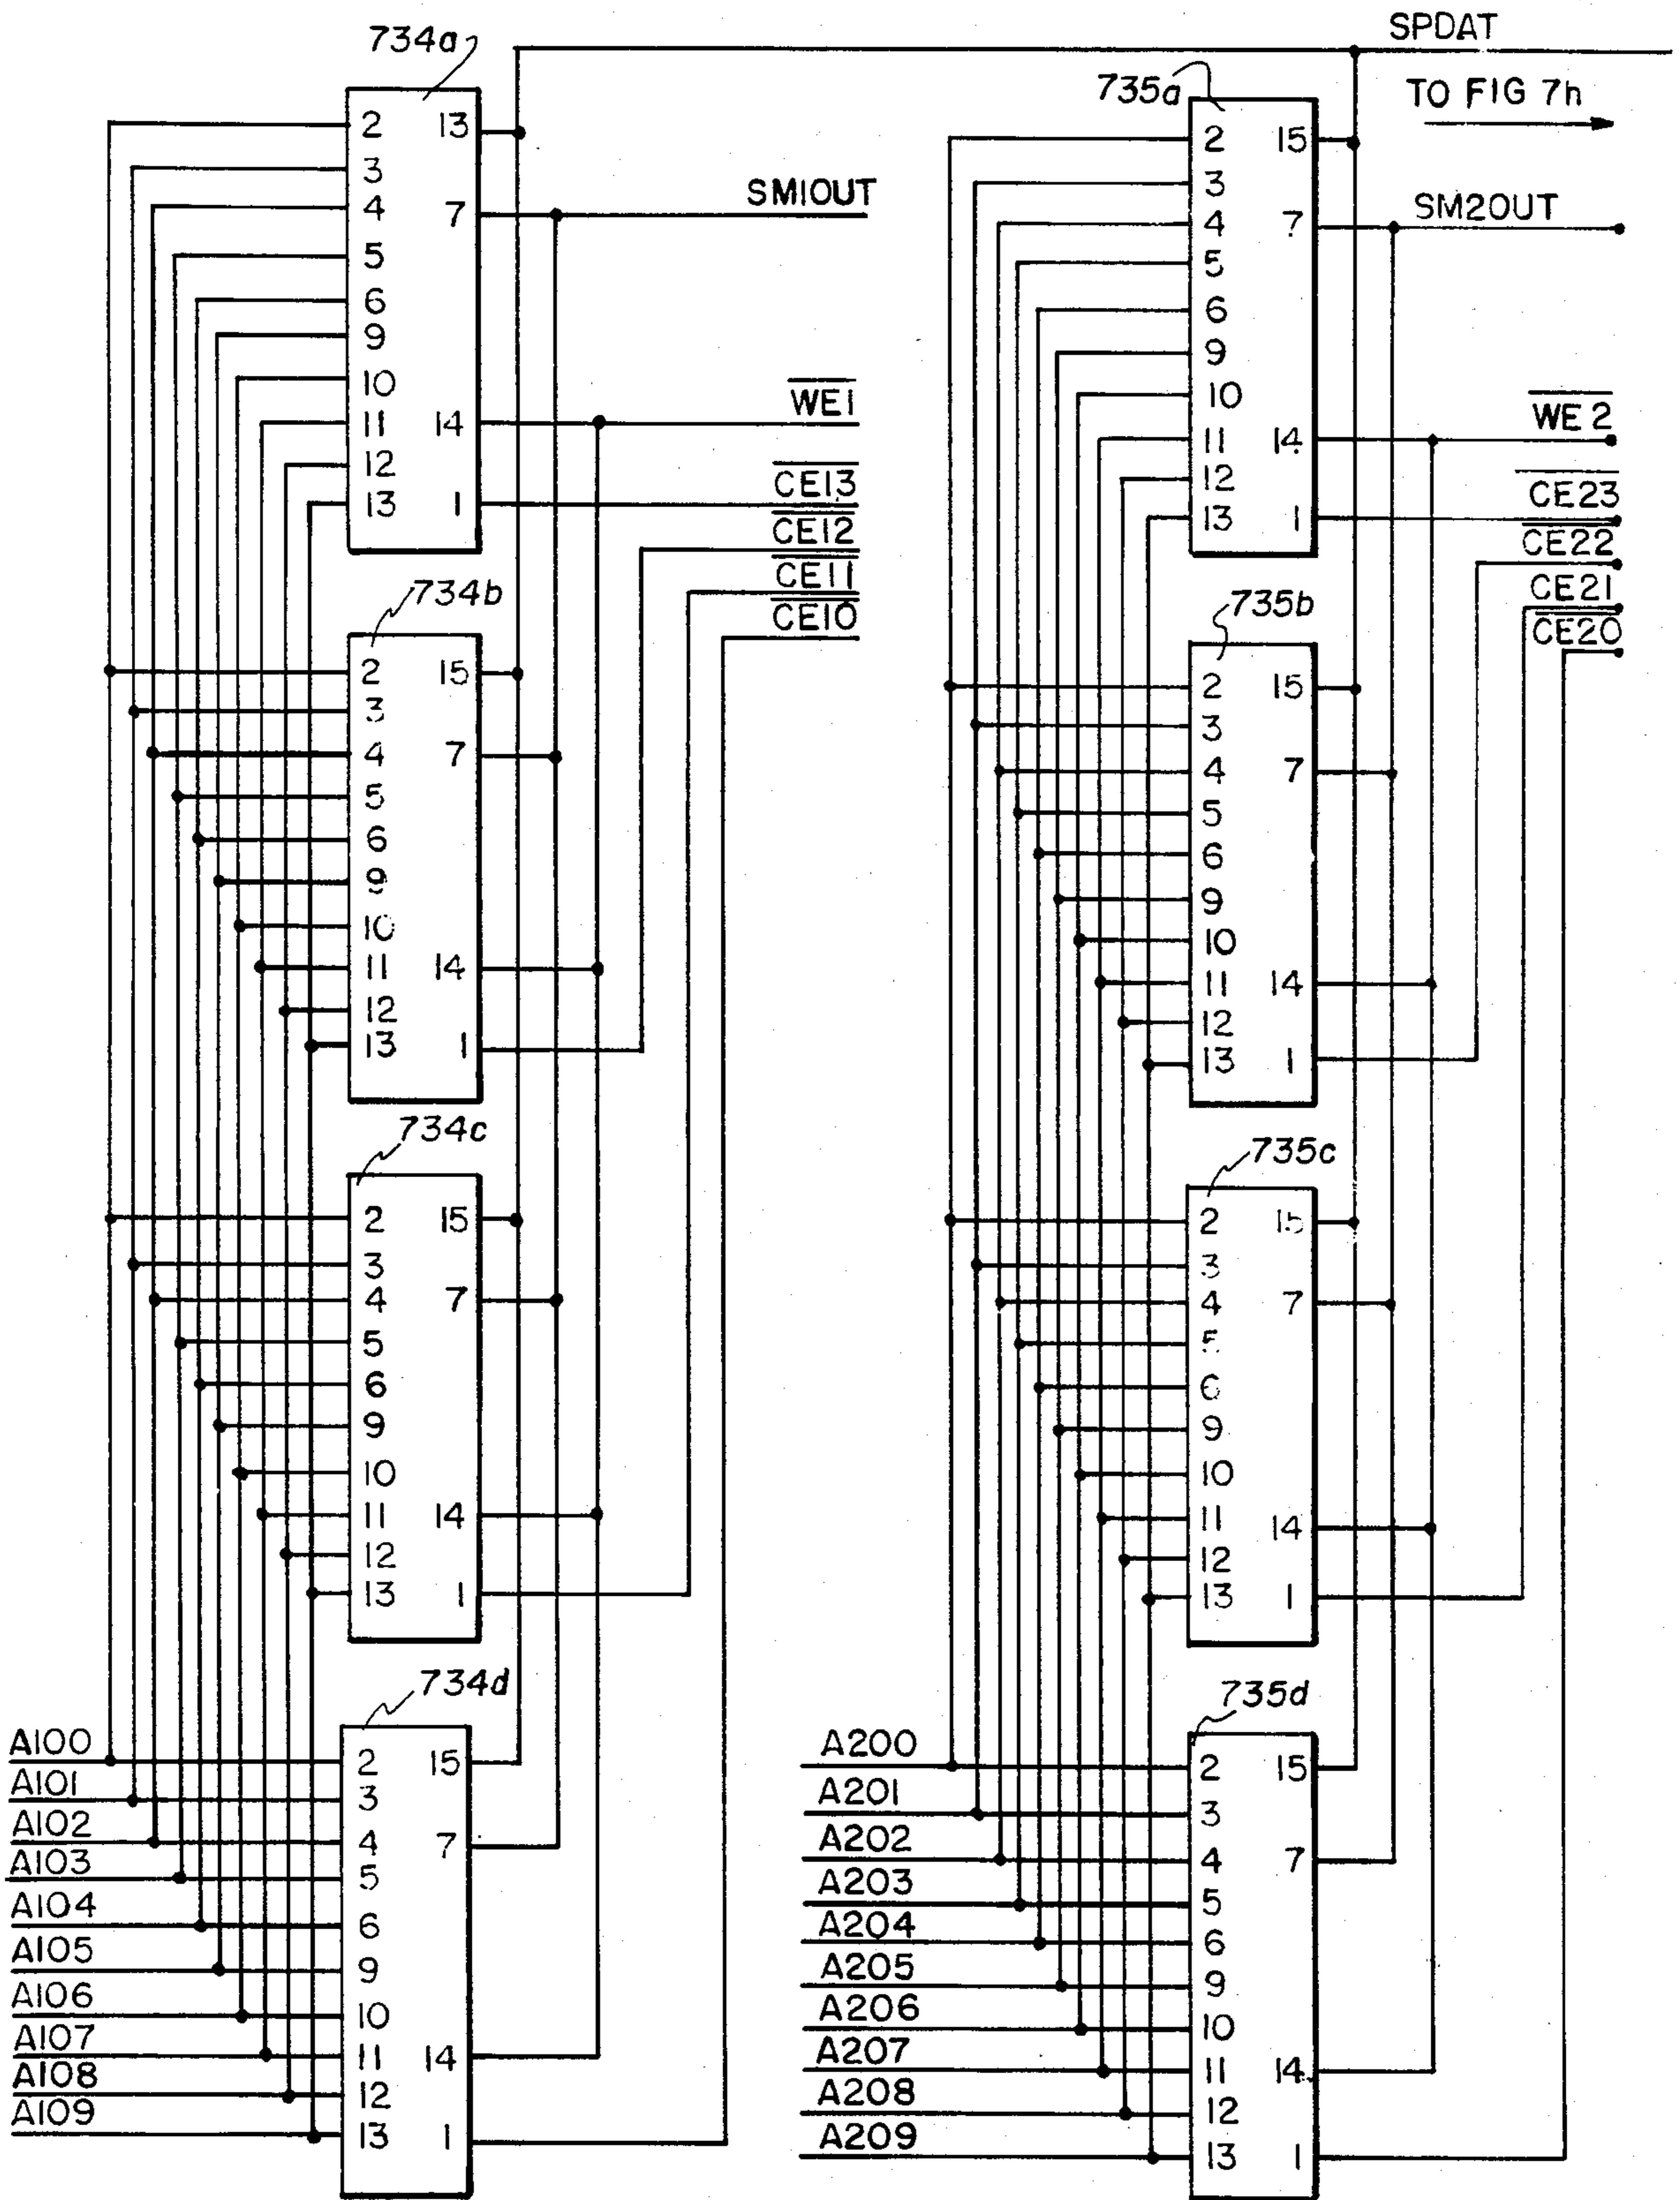 SPDAT
TO FIG 7h
734a
2 13
3
4 7
5
6
9
10
11 14
12
13 1
SM1OUT
WE1
CE13
CE12
CE11
CE10
734b
2 15
3
4 7
5
6
9
10
11 14
12
13 1
734c
2 15
3
4 7
5
6
9
10
11 14
12
13 1
734d
2 15
3
4 7
5
6
9
10
11 14
12
13 1
A100
A101
A102
A103
A104
A105
A106
A107
A108
A109
735a
2 15
3
4 7
5
6
9
10
11 14
12
13 1
SM2OUT
WE 2
CE23
CE22
CE21
CE20
735b
2 15
3
4 7
5
6
9
10
11 14
12
13 1
735c
2 15
3
4 7
5
6
9
10
11 14
12
13 1
735d
2 15
3
4 7
5
6
9
10
11 14
12
13 1
A200
A201
A202
A203
A204
A205
A206
A207
A208
A209